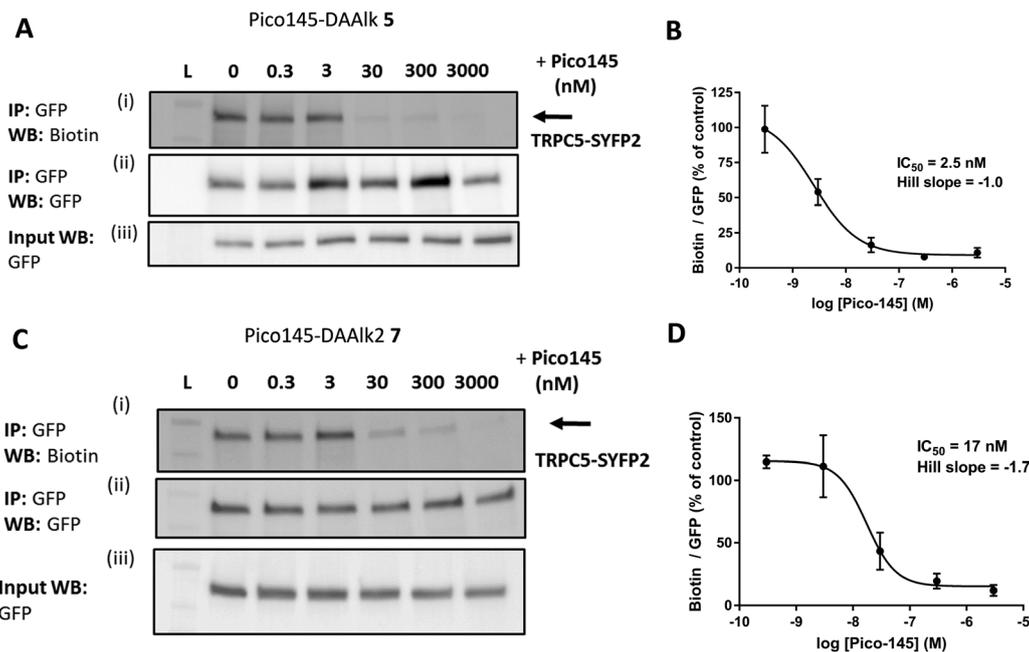 A
Pico145-DAAlk 5
L 0 0.3 3 30 300 3000
+ Pico145
(nM)
(i)
IP: GFP
WB: Biotin
TRPC5-SYFP2
(ii)
IP: GFP
WB: GFP
(iii)
Input WB:
GFP
B
125
100
75
50
25
0
Biotin / GFP (% of control)
IC50 = 2.5 nM
Hill slope = -1.0
-10 -9 -8 -7 -6 -5
log [Pico-145] (M)
C
Pico145-DAAlk2 7
L 0 0.3 3 30 300 3000
+ Pico145
(nM)
(i)
IP: GFP
WB: Biotin
TRPC5-SYFP2
(ii)
IP: GFP
WB: GFP
(iii)
Input WB:
GFP
D
150
100
50
0
Biotin / GFP (% of control)
IC50 = 17 nM
Hill slope = -1.7
-10 -9 -8 -7 -6 -5
log [Pico-145] (M)